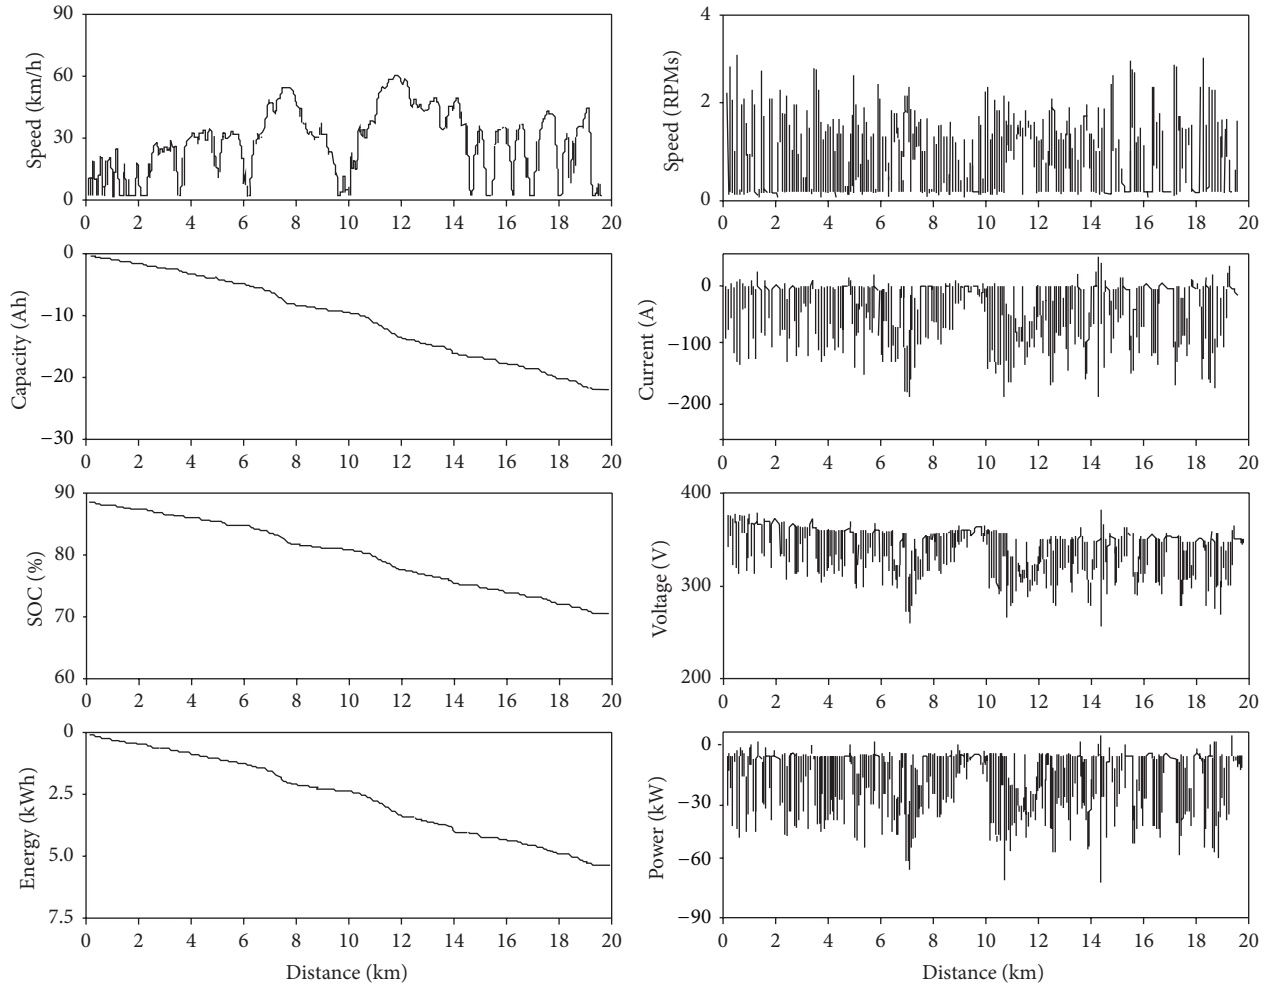 90
60
30
0
Speed (km/h)
0 2 4 6 8 10 12 14 16 18 20
4
2
0
Speed (RPMs)
0 2 4 6 8 10 12 14 16 18 20
0
−10
−20
−30
Capacity (Ah)
0 2 4 6 8 10 12 14 16 18 20
0
−100
−200
Current (A)
0 2 4 6 8 10 12 14 16 18 20
90
80
70
60
SOC (%)
0 2 4 6 8 10 12 14 16 18 20
400
300
200
Voltage (V)
0 2 4 6 8 10 12 14 16 18 20
0
2.5
5.0
7.5
Energy (kWh)
0 2 4 6 8 10 12 14 16 18 20
Distance (km)
0
−30
−60
−90
Power (kW)
0 2 4 6 8 10 12 14 16 18 20
Distance (km)